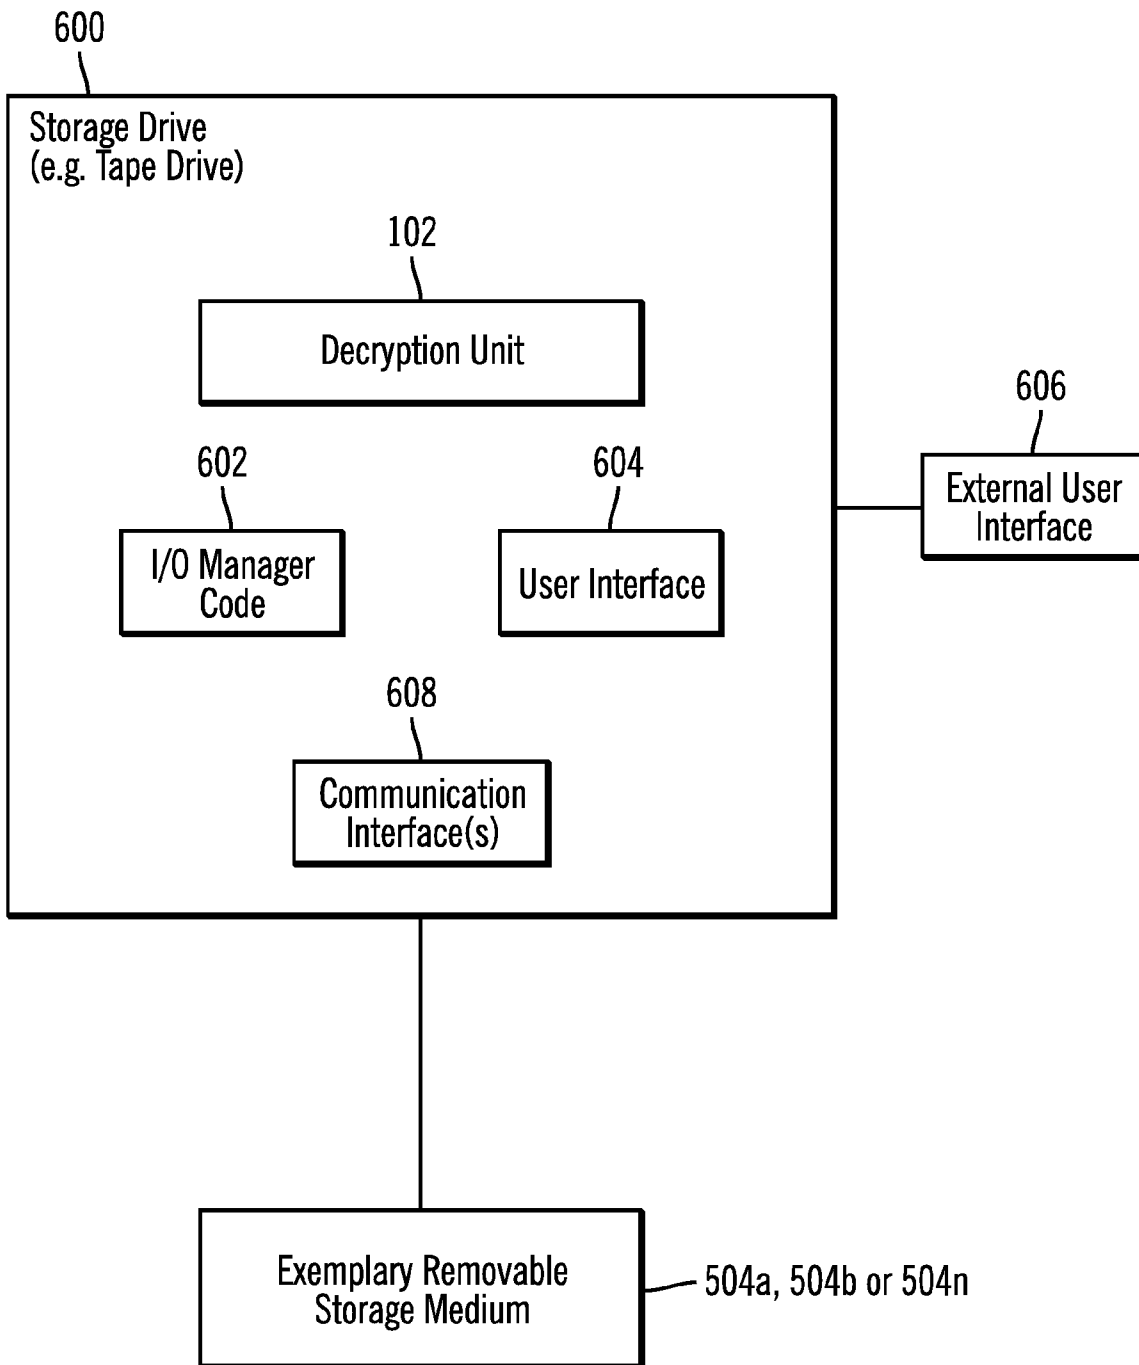 600
Storage Drive
(e.g. Tape Drive)
102
Decryption Unit
606
External User
Interface
602
I/O Manager
Code
604
User Interface
608
Communication
Interface(s)
Exemplary Removable
Storage Medium
504a, 504b or 504n